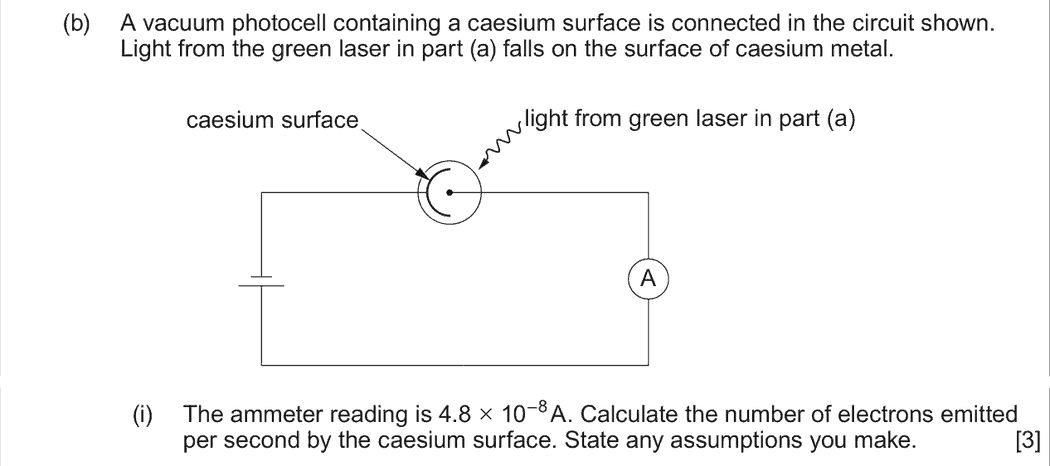 (b) A vacuum photocell containing a caesium surface is connected in the circuit shown.
Light from the green laser in part (a) falls on the surface of caesium metal.
caesium surface
light from green laser in part (a)
A
(i) The ammeter reading is 4.8 × 10⁻⁸ A. Calculate the number of electrons emitted
per second by the caesium surface. State any assumptions you make. [3]